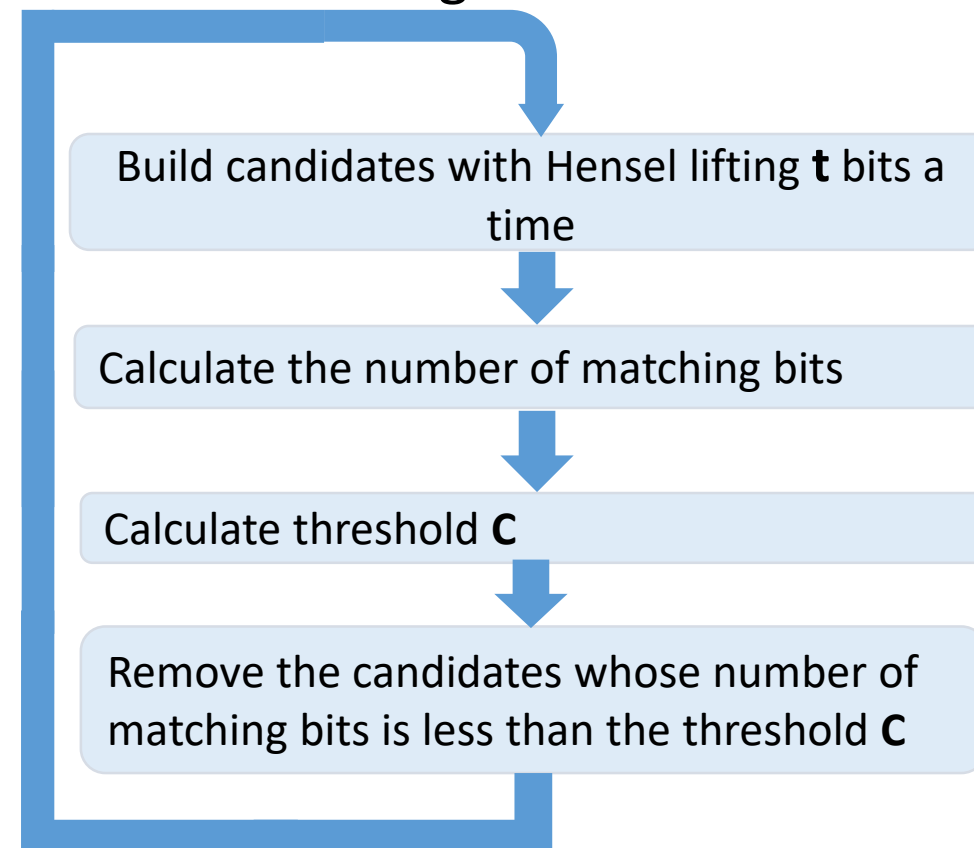 Build candidates with Hensel lifting t bits a
time
Calculate the number of matching bits
Calculate threshold C
Remove the candidates whose number of
matching bits is less than the threshold C